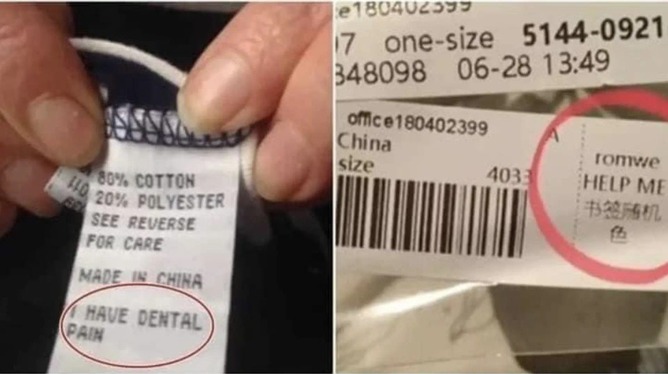 80% COTTON
20% POLYESTER
SEE REVERSE
FOR CARE
MADE IN CHINA
I HAVE DENTAL
PAIN
e180402399
07 one-size 5144-0921
348098 06-28 13:49
office180402399
China
size
4033
A
romwe
HELP ME
书签随机
色